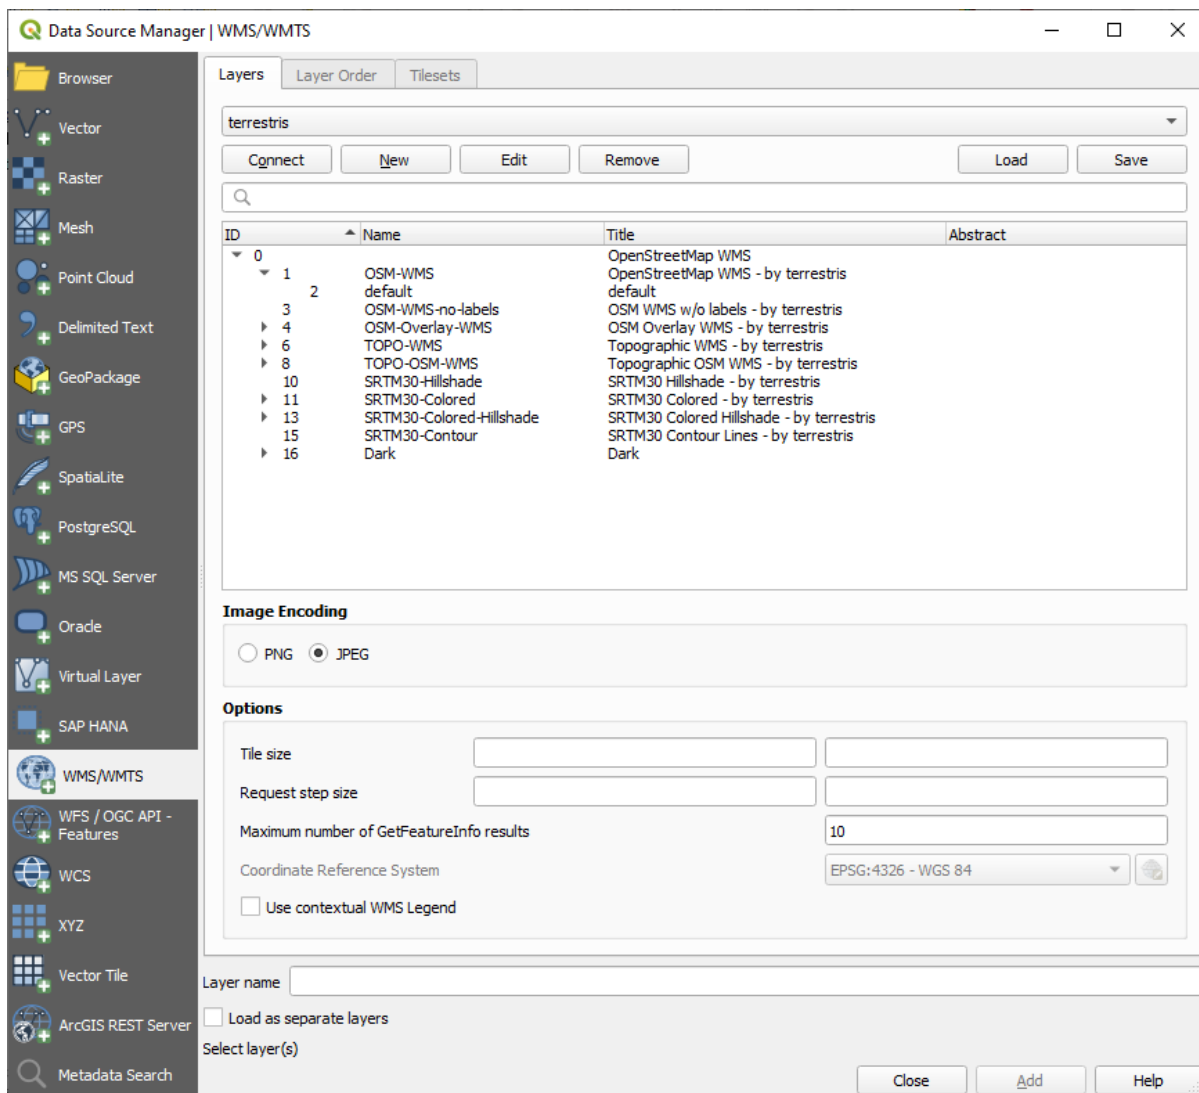 Data Source Manager | WMS/WMTS
Browser
Vector
Raster
Mesh
Point Cloud
Delimited Text
GeoPackage
GPS
SpatiaLite
PostgreSQL
MS SQL Server
Oracle
Virtual Layer
SAP HANA
WMS/WMTS
WFS / OGC API -
Features
WCS
XYZ
Vector Tile
ArcGIS REST Server
Metadata Search
Layers Layer Order Tilesets
terrestris
Connect New Edit Remove Load Save
ID Name Title Abstract
0 OpenStreetMap WMS
1 OSM-WMS OpenStreetMap WMS - by terrestris
2 default default
3 OSM-WMS-no-labels OSM WMS w/o labels - by terrestris
4 OSM-Overlay-WMS OSM Overlay WMS - by terrestris
6 TOPO-WMS Topographic WMS - by terrestris
8 TOPO-OSM-WMS Topographic OSM WMS - by terrestris
10 SRTM30-Hillshade SRTM30 Hillshade - by terrestris
11 SRTM30-Colored SRTM30 Colored - by terrestris
13 SRTM30-Colored-Hillshade SRTM30 Colored Hillshade - by terrestris
15 SRTM30-Contour SRTM30 Contour Lines - by terrestris
16 Dark Dark
Image Encoding
PNG JPEG
Options
Tile size
Request step size
Maximum number of GetFeatureInfo results 10
Coordinate Reference System EPSG:4326 - WGS 84
Use contextual WMS Legend
Layer name
Load as separate layers
Select layer(s)
Close Add Help